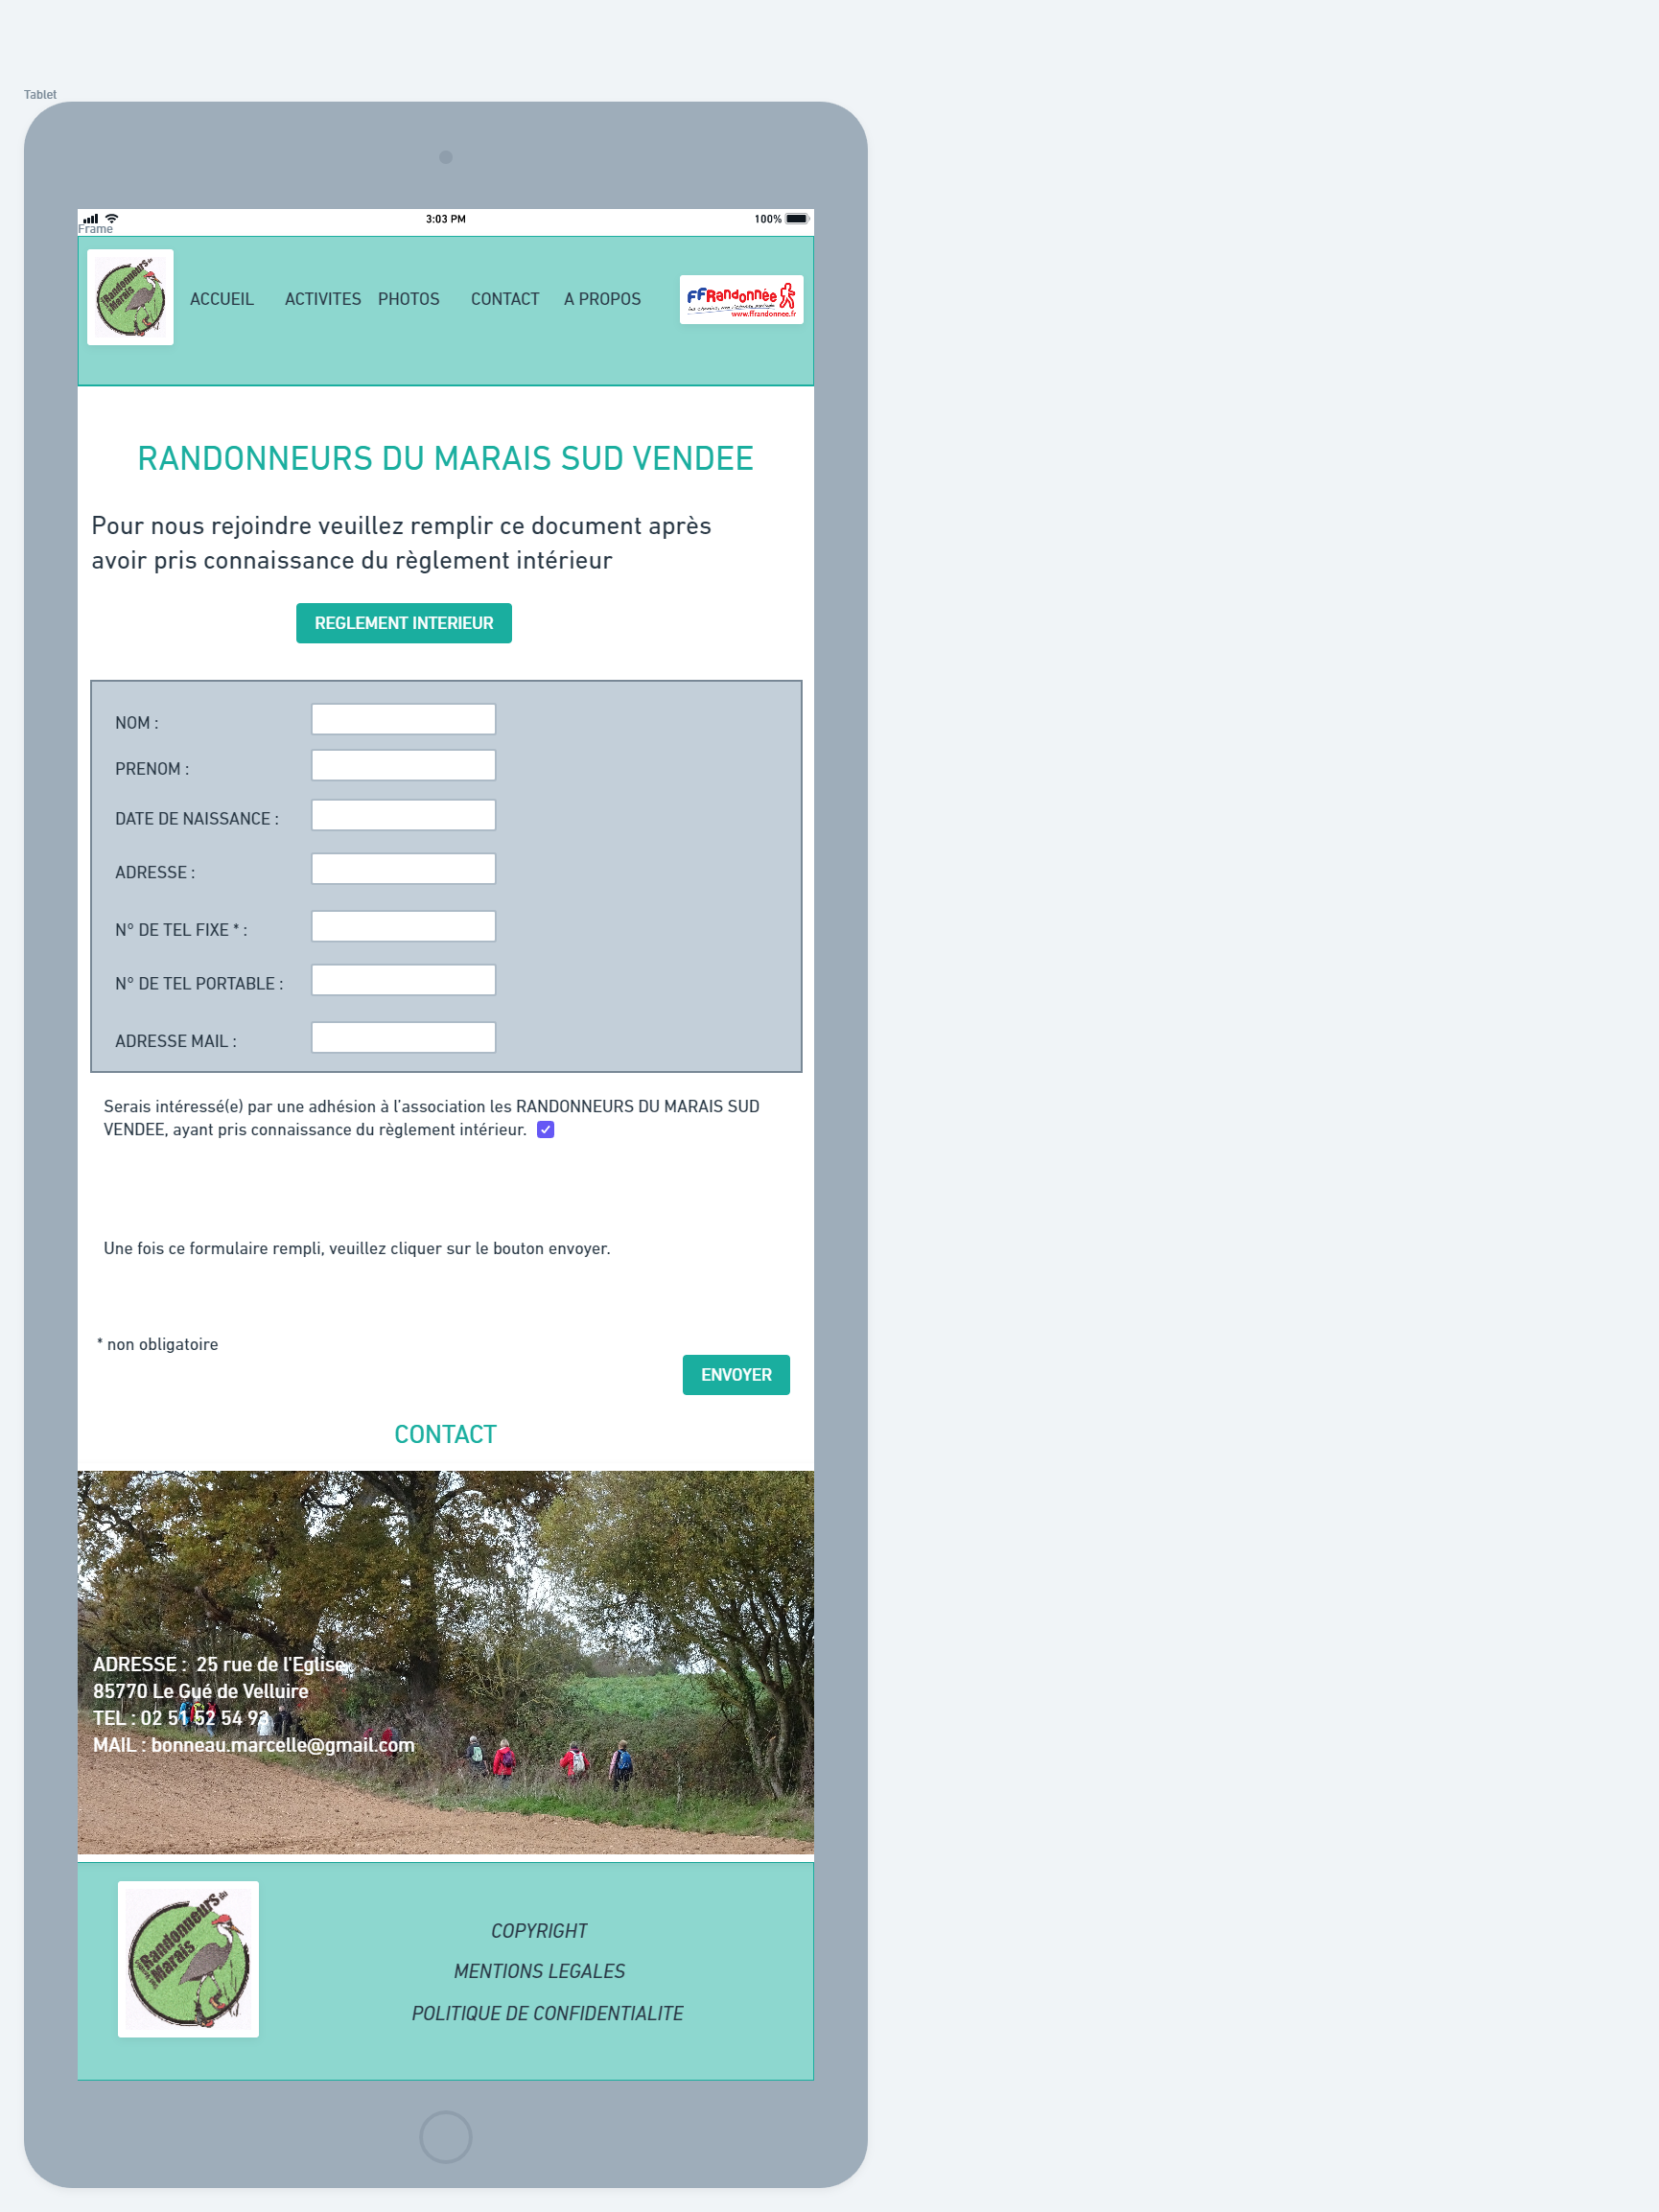 Tablet
3:03 PM
100%
Frame
Randonneurs du
Marais
ACCUEIL
ACTIVITES
PHOTOS
CONTACT
A PROPOS
FFRandonnée
www.ffrandonnee.fr
RANDONNEURS DU MARAIS SUD VENDEE
Pour nous rejoindre veuillez remplir ce document après
avoir pris connaissance du règlement intérieur
REGLEMENT INTERIEUR
NOM :
PRENOM :
DATE DE NAISSANCE :
ADRESSE :
N° DE TEL FIXE * :
N° DE TEL PORTABLE :
ADRESSE MAIL :
Serais intéressé(e) par une adhésion à l'association les RANDONNEURS DU MARAIS SUD
VENDEE, ayant pris connaissance du règlement intérieur.
Une fois ce formulaire rempli, veuillez cliquer sur le bouton envoyer.
* non obligatoire
ENVOYER
CONTACT
ADRESSE : 25 rue de l'Eglise
85770 Le Gué de Velluire
TEL : 02 51 52 54 93
MAIL : bonneau.marcelle@gmail.com
Randonneurs du
Marais
COPYRIGHT
MENTIONS LEGALES
POLITIQUE DE CONFIDENTIALITE